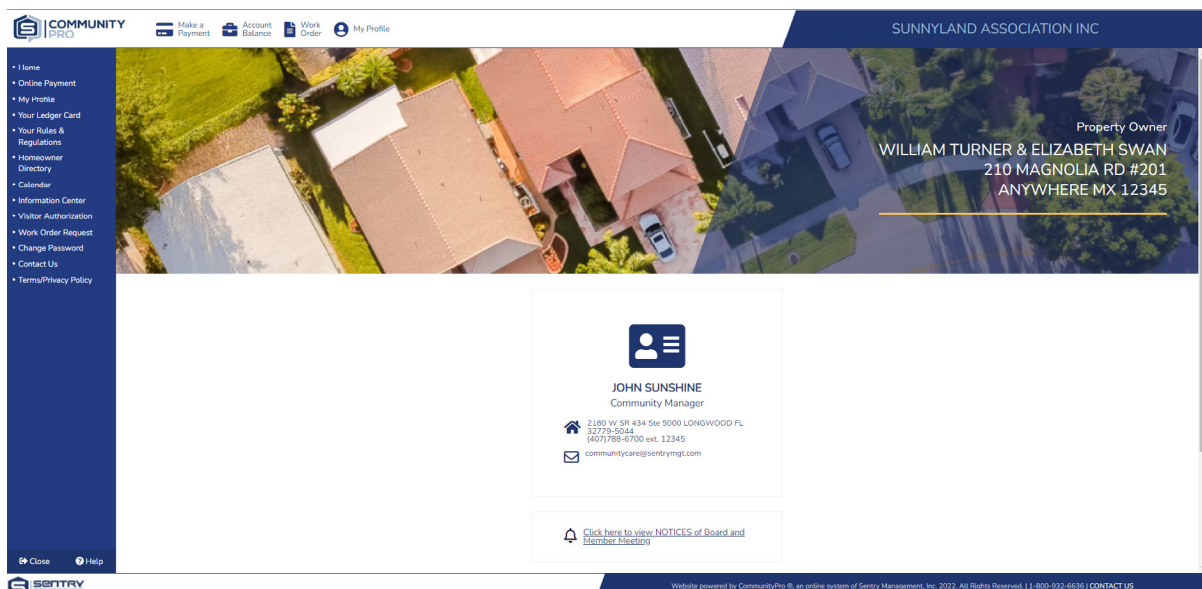 COMMUNITY
PRO
Make a
Payment
Account
Balance
Work
Order
My Profile
SUNNYLAND ASSOCIATION INC
• Home
• Online Payment
• My Profile
• Your Ledger Card
• Your Rules &
Regulations
• Homeowner
Directory
• Calendar
• Information Center
• Visitor Authorization
• Work Order Request
• Change Password
• Contact Us
• Terms/Privacy Policy
Property Owner
WILLIAM TURNER & ELIZABETH SWAN
210 MAGNOLIA RD #201
ANYWHERE MX 12345
JOHN SUNSHINE
Community Manager
2180 W SR 434 Ste 5000 LONGWOOD FL
32779-5044
(407)788-6700 ext. 12345
communitycare@sentrymgt.com
Click here to view NOTICES of Board and
Member Meeting
Close
? Help
SENTRY
Website powered by CommunityPro ®, an online system of Sentry Management, Inc. 2022. All Rights Reserved. | 1-800-932-6636 | CONTACT US